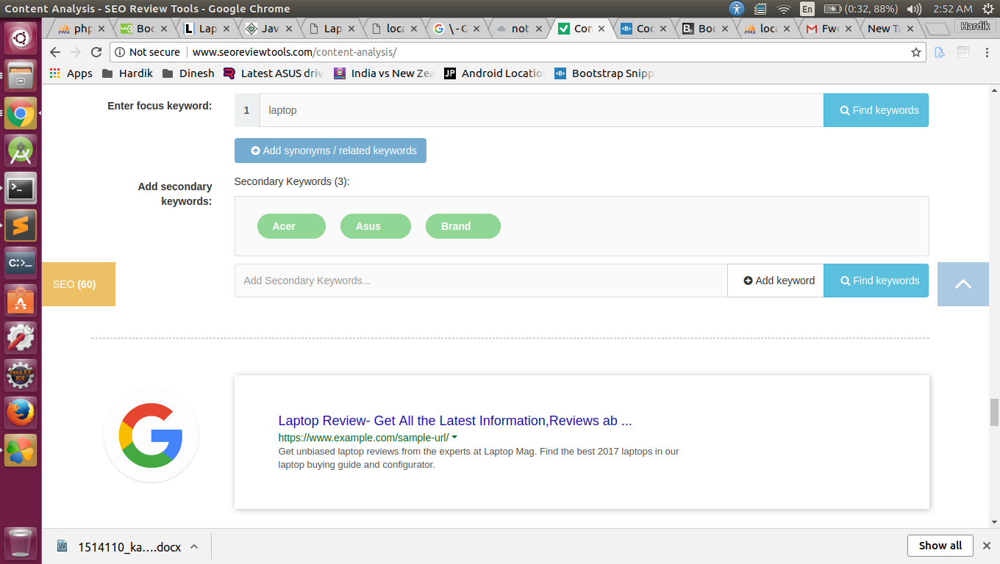 Content Analysis - SEO Review Tools - Google Chrome
En (0:32, 88%) 2:52 AM
php Boo Lap Jav Lap loca \ - G not Con Coo Boo loca Fwo New Ta Hardik
Not secure www.seoreviewtools.com/content-analysis/
Apps Hardik Dinesh Latest ASUS driv India vs New Zea Android Locatio Bootstrap Snipp
Enter focus keyword: 1 laptop Find keywords
Add synonyms / related keywords
Add secondary keywords:
Secondary Keywords (3):
Acer Asus Brand
SEO (60)
Add Secondary Keywords... Add keyword Find keywords
Laptop Review- Get All the Latest Information,Reviews ab ...
https://www.example.com/sample-url/
Get unbiased laptop reviews from the experts at Laptop Mag. Find the best 2017 laptops in our
laptop buying guide and configurator.
1514110_ka....docx Show all